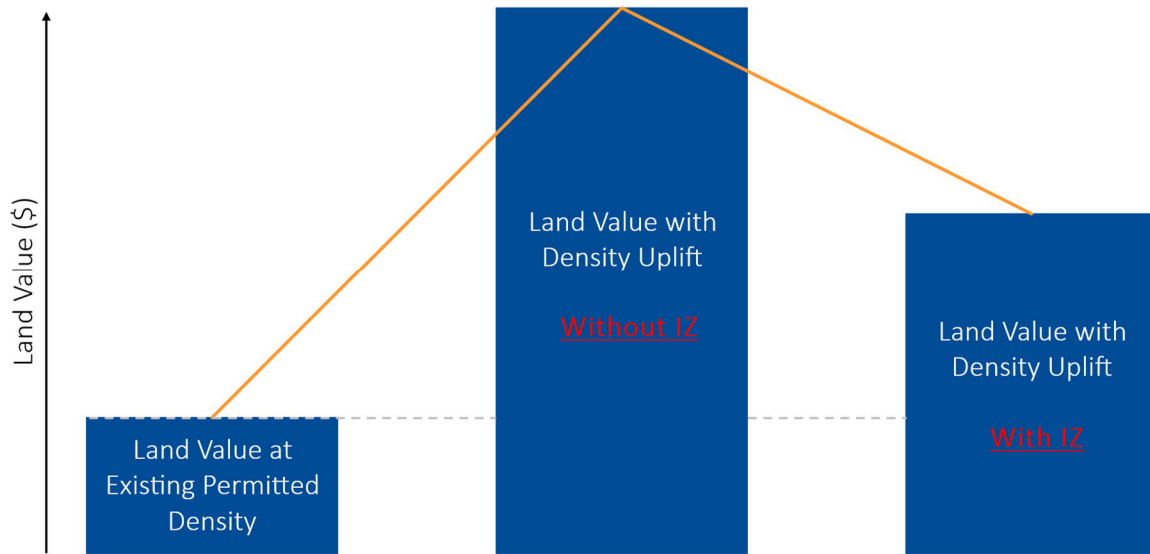 Land Value ($)
Land Value at
Existing Permitted
Density
Land Value with
Density Uplift
Without IZ
Land Value with
Density Uplift
With IZ